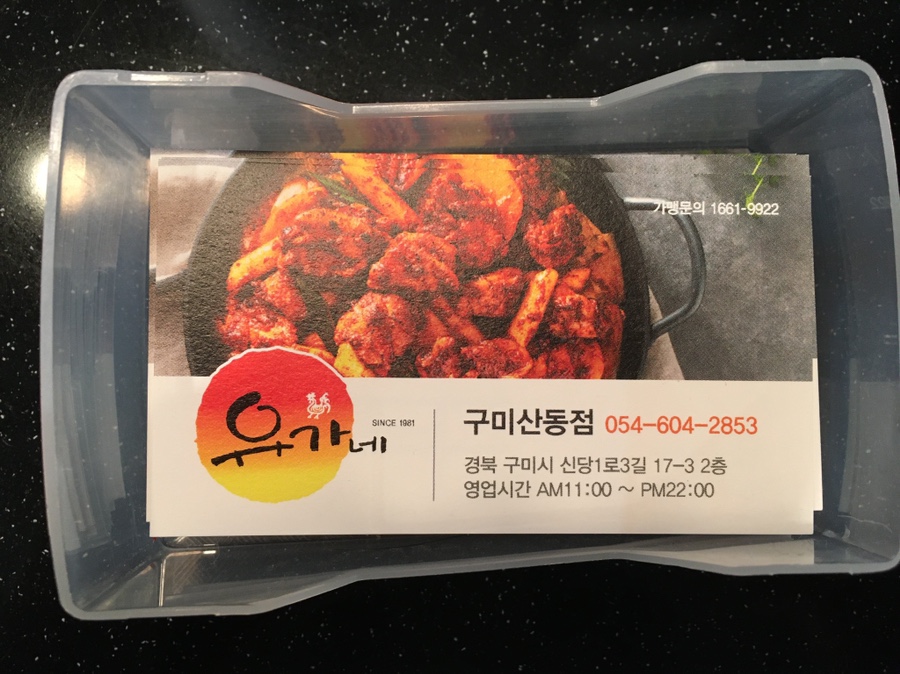 가맹문의 1661-9922
유가네
SINCE 1981
구미산동점 054-604-2853
경북 구미시 신당1로3길 17-3 2층
영업시간 AM11:00 ~ PM22:00